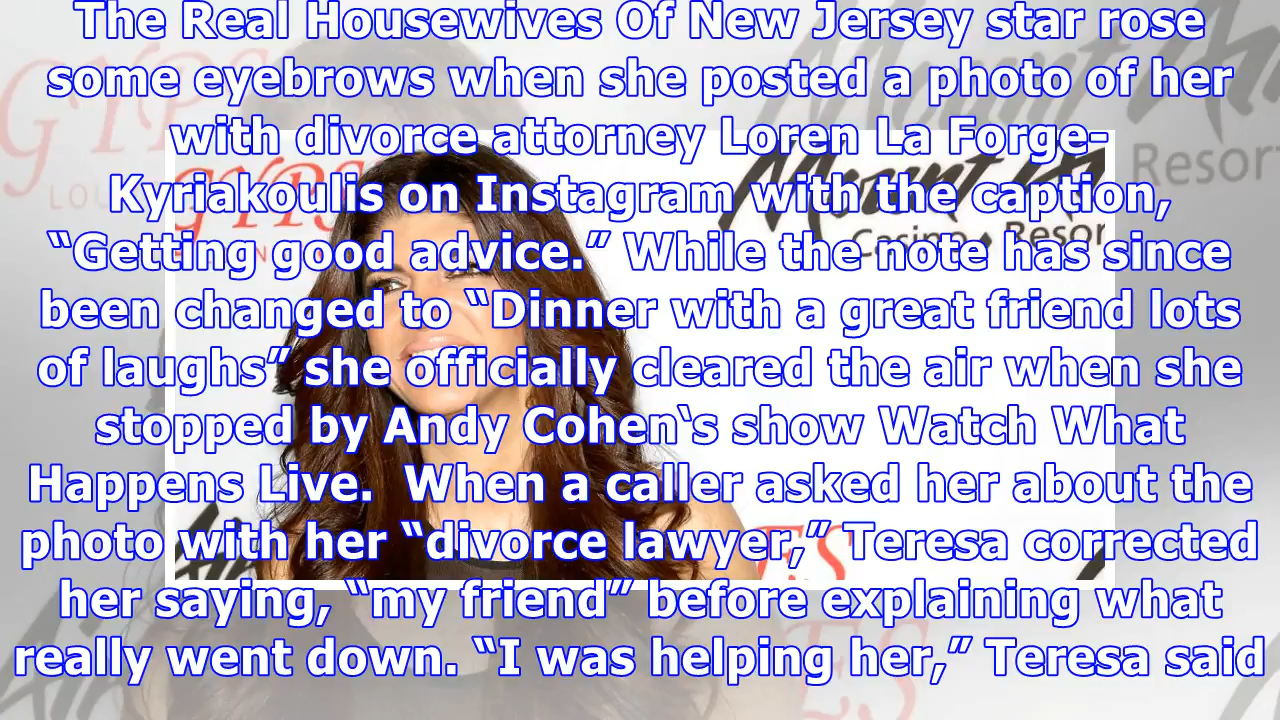 The Real Housewives Of New Jersey star rose
some eyebrows when she posted a photo of her
with divorce attorney Loren La Forge-
Kyriakoulis on Instagram with the caption,
“Getting good advice.” While the note has since
been changed to “Dinner with a great friend lots
of laughs” she officially cleared the air when she
stopped by Andy Cohen‘s show Watch What
Happens Live.  When a caller asked her about the
photo with her “divorce lawyer,” Teresa corrected
her saying, “my friend” before explaining what
really went down. “I was helping her,” Teresa said
Resor
Casino • Resor